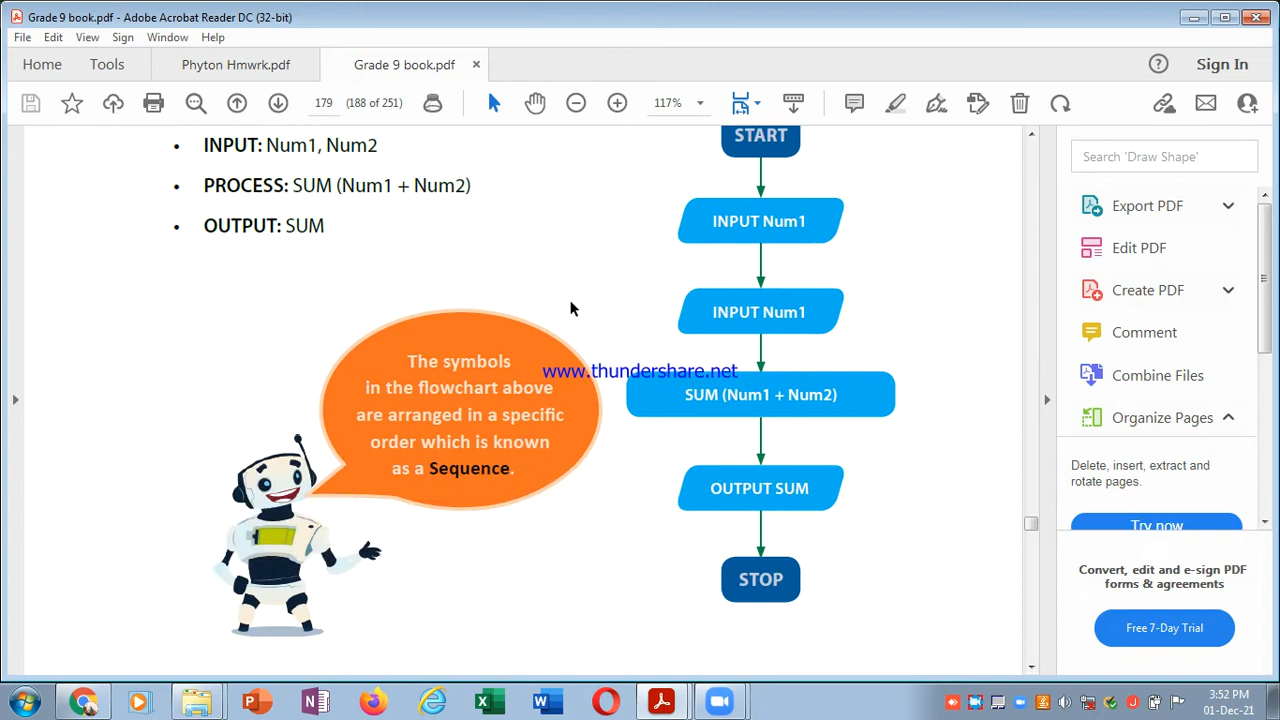 Grade 9 book.pdf - Adobe Acrobat Reader DC (32-bit)
File Edit View Sign Window Help
Home Tools Phyton Hmwrk.pdf Grade 9 book.pdf × Sign In
179 (188 of 251) 117%
• INPUT: Num1, Num2
• PROCESS: SUM (Num1 + Num2)
• OUTPUT: SUM
START
INPUT Num1
INPUT Num1
SUM (Num1 + Num2)
OUTPUT SUM
STOP
The symbols
in the flowchart above
are arranged in a specific
order which is known
as a Sequence.
www.thundershare.net
Search 'Draw Shape'
Export PDF
Edit PDF
Create PDF
Comment
Combine Files
Organize Pages
Delete, insert, extract and
rotate pages.
Try now
Convert, edit and e-sign PDF
forms & agreements
Free 7-Day Trial
3:52 PM
01-Dec-21